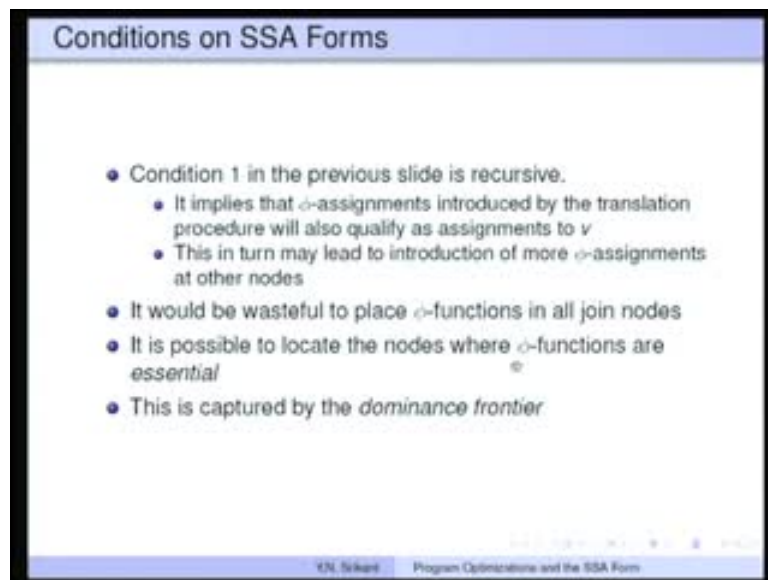 Conditions on SSA Forms
Condition 1 in the previous slide is recursive.
It implies that ϕ-assignments introduced by the translation
procedure will also qualify as assignments to v
This in turn may lead to introduction of more ϕ-assignments
at other nodes
It would be wasteful to place ϕ-functions in all join nodes
It is possible to locate the nodes where ϕ-functions are
essential
This is captured by the dominance frontier
Y.N. Srikant Program Optimizations and the SSA Form